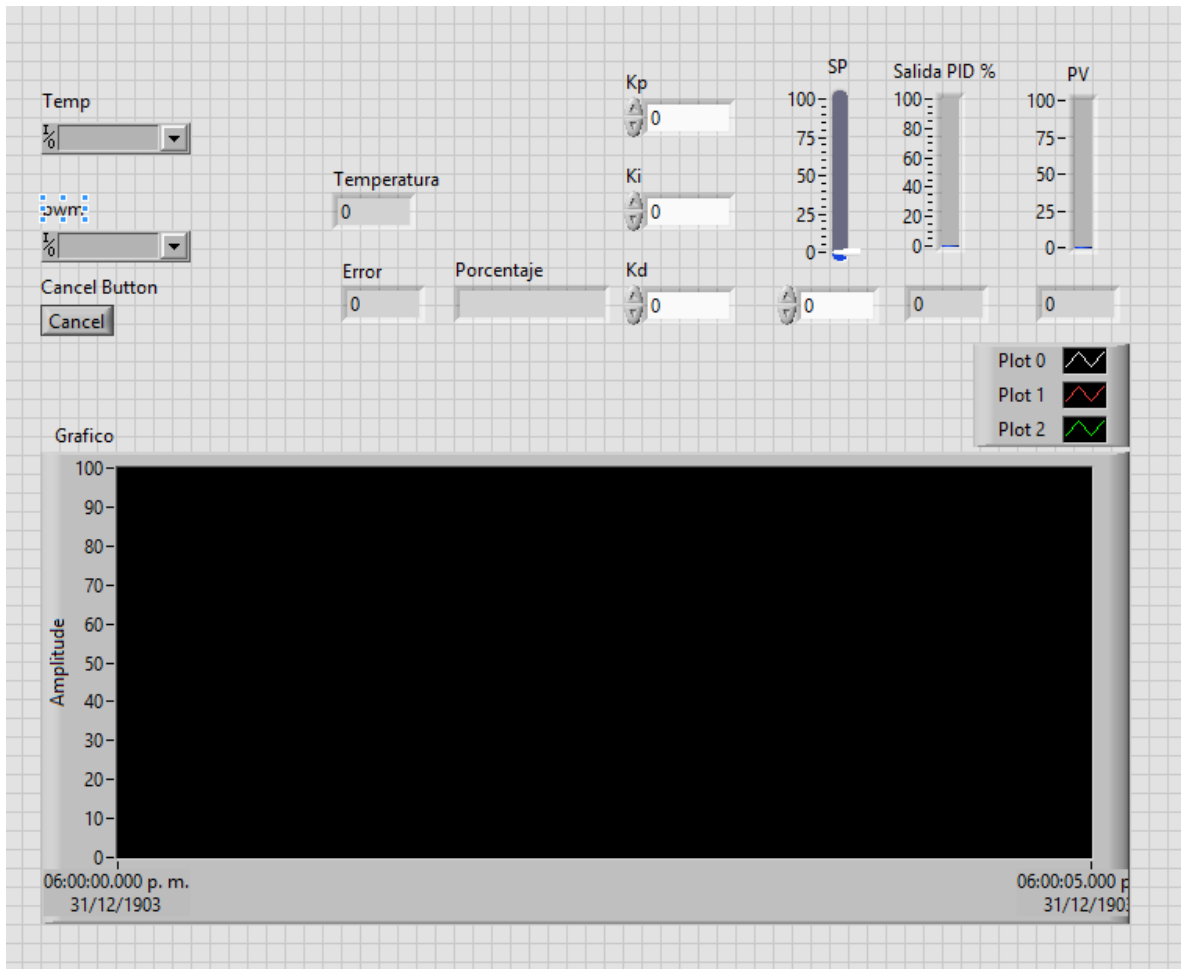 Temp
pwm
Cancel Button
Cancel
Temperatura
0
Error
0
Porcentaje
Kp
0
Ki
0
Kd
0
SP
100
75
50
25
0
0
Salida PID %
100
80
60
40
20
0
0
PV
100
75
50
25
0
0
Plot 0
Plot 1
Plot 2
Grafico
Amplitude
100
90
80
70
60
50
40
30
20
10
0
06:00:00.000 p. m.
31/12/1903
06:00:05.000 p
31/12/190